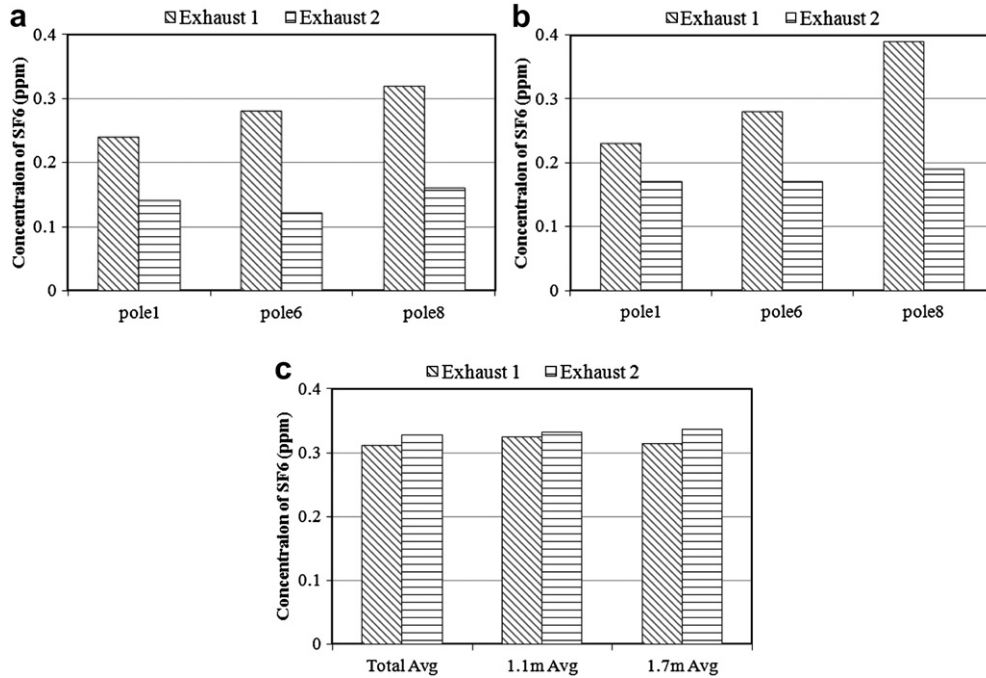 a
Exhaust 1 Exhaust 2
Concentraion of SF6 (ppm)
0.4
0.3
0.2
0.1
0
pole1 pole6 pole8
b
Exhaust 1 Exhaust 2
Concentraion of SF6 (ppm)
0.4
0.3
0.2
0.1
0
pole1 pole6 pole8
c
Exhaust 1 Exhaust 2
Concentraion of SF6 (ppm)
0.4
0.3
0.2
0.1
0
Total Avg 1.1m Avg 1.7m Avg